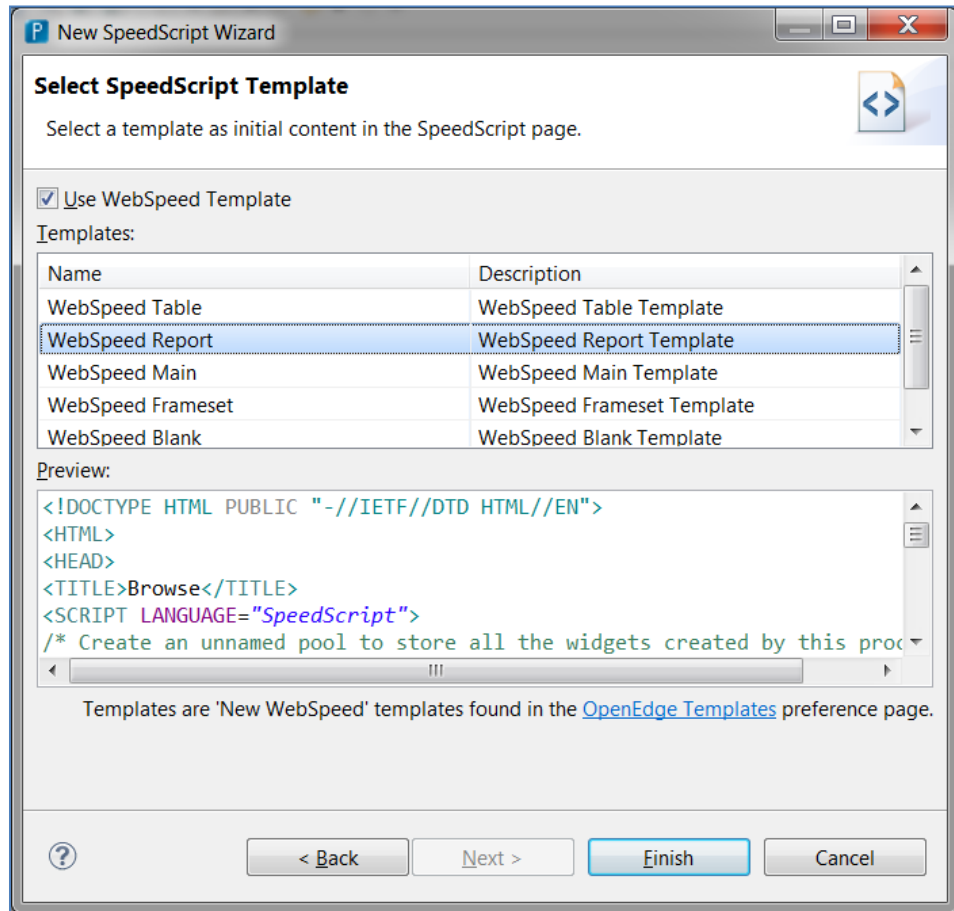 New SpeedScript Wizard
Select SpeedScript Template
Select a template as initial content in the SpeedScript page.
Use WebSpeed Template
Templates:
Name Description
WebSpeed Table WebSpeed Table Template
WebSpeed Report WebSpeed Report Template
WebSpeed Main WebSpeed Main Template
WebSpeed Frameset WebSpeed Frameset Template
WebSpeed Blank WebSpeed Blank Template
Preview:
<!DOCTYPE HTML PUBLIC "-//IETF//DTD HTML//EN">
<HTML>
<HEAD>
<TITLE>Browse</TITLE>
<SCRIPT LANGUAGE="SpeedScript">
/* Create an unnamed pool to store all the widgets created by this proc
Templates are 'New WebSpeed' templates found in the OpenEdge Templates preference page.
< Back Next > Finish Cancel